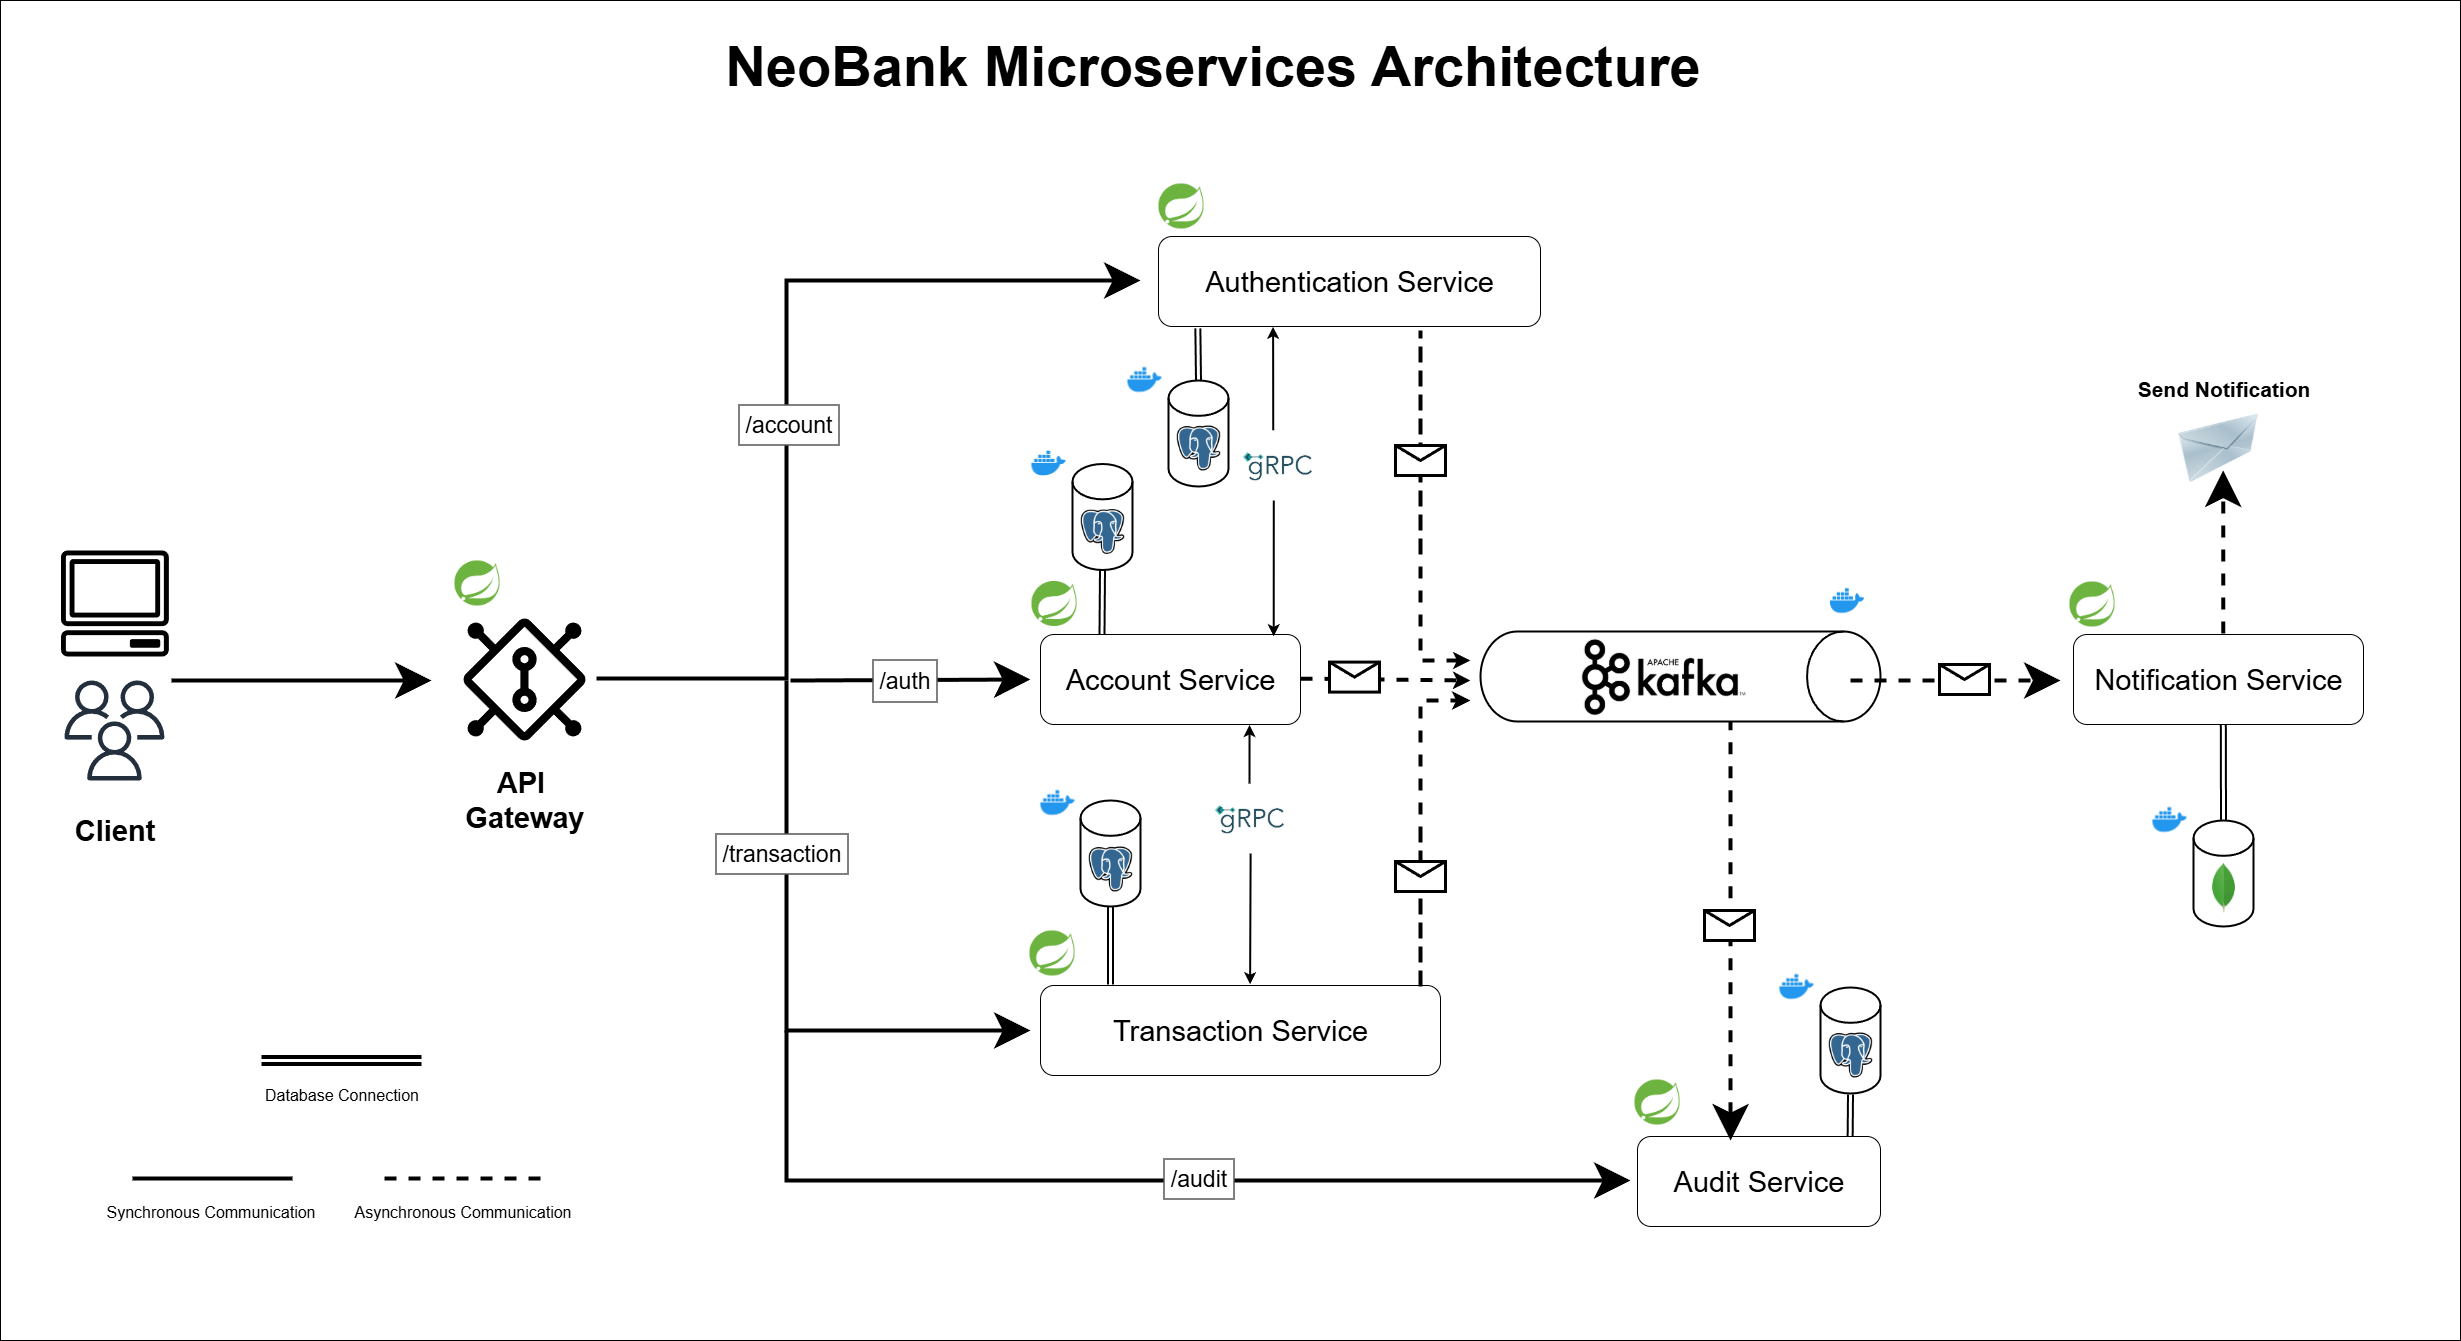 NeoBank Microservices Architecture
Authentication Service
Send Notification
/account
gRPC
/auth
Account Service
APACHE
kafka
TM
Notification Service
API
Gateway
Client
/transaction
gRPC
Transaction Service
Database Connection
/audit
Audit Service
Synchronous Communication
Asynchronous Communication